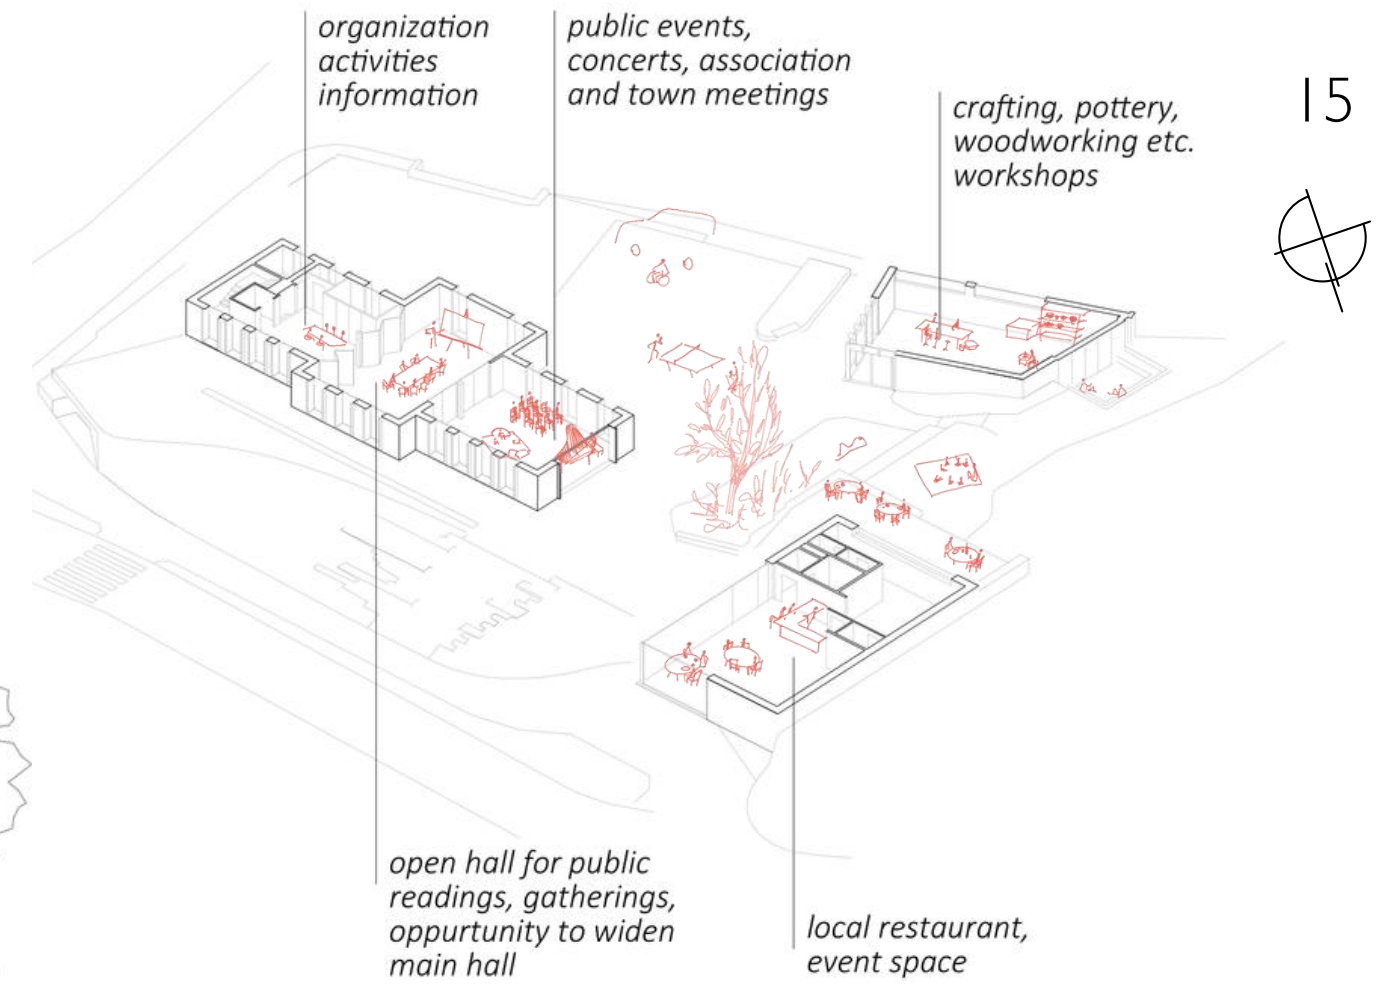 organization
activities
information
public events,
concerts, association
and town meetings
crafting, pottery,
woodworking etc.
workshops
15
open hall for public
readings, gatherings,
oppurtunity to widen
main hall
local restaurant,
event space